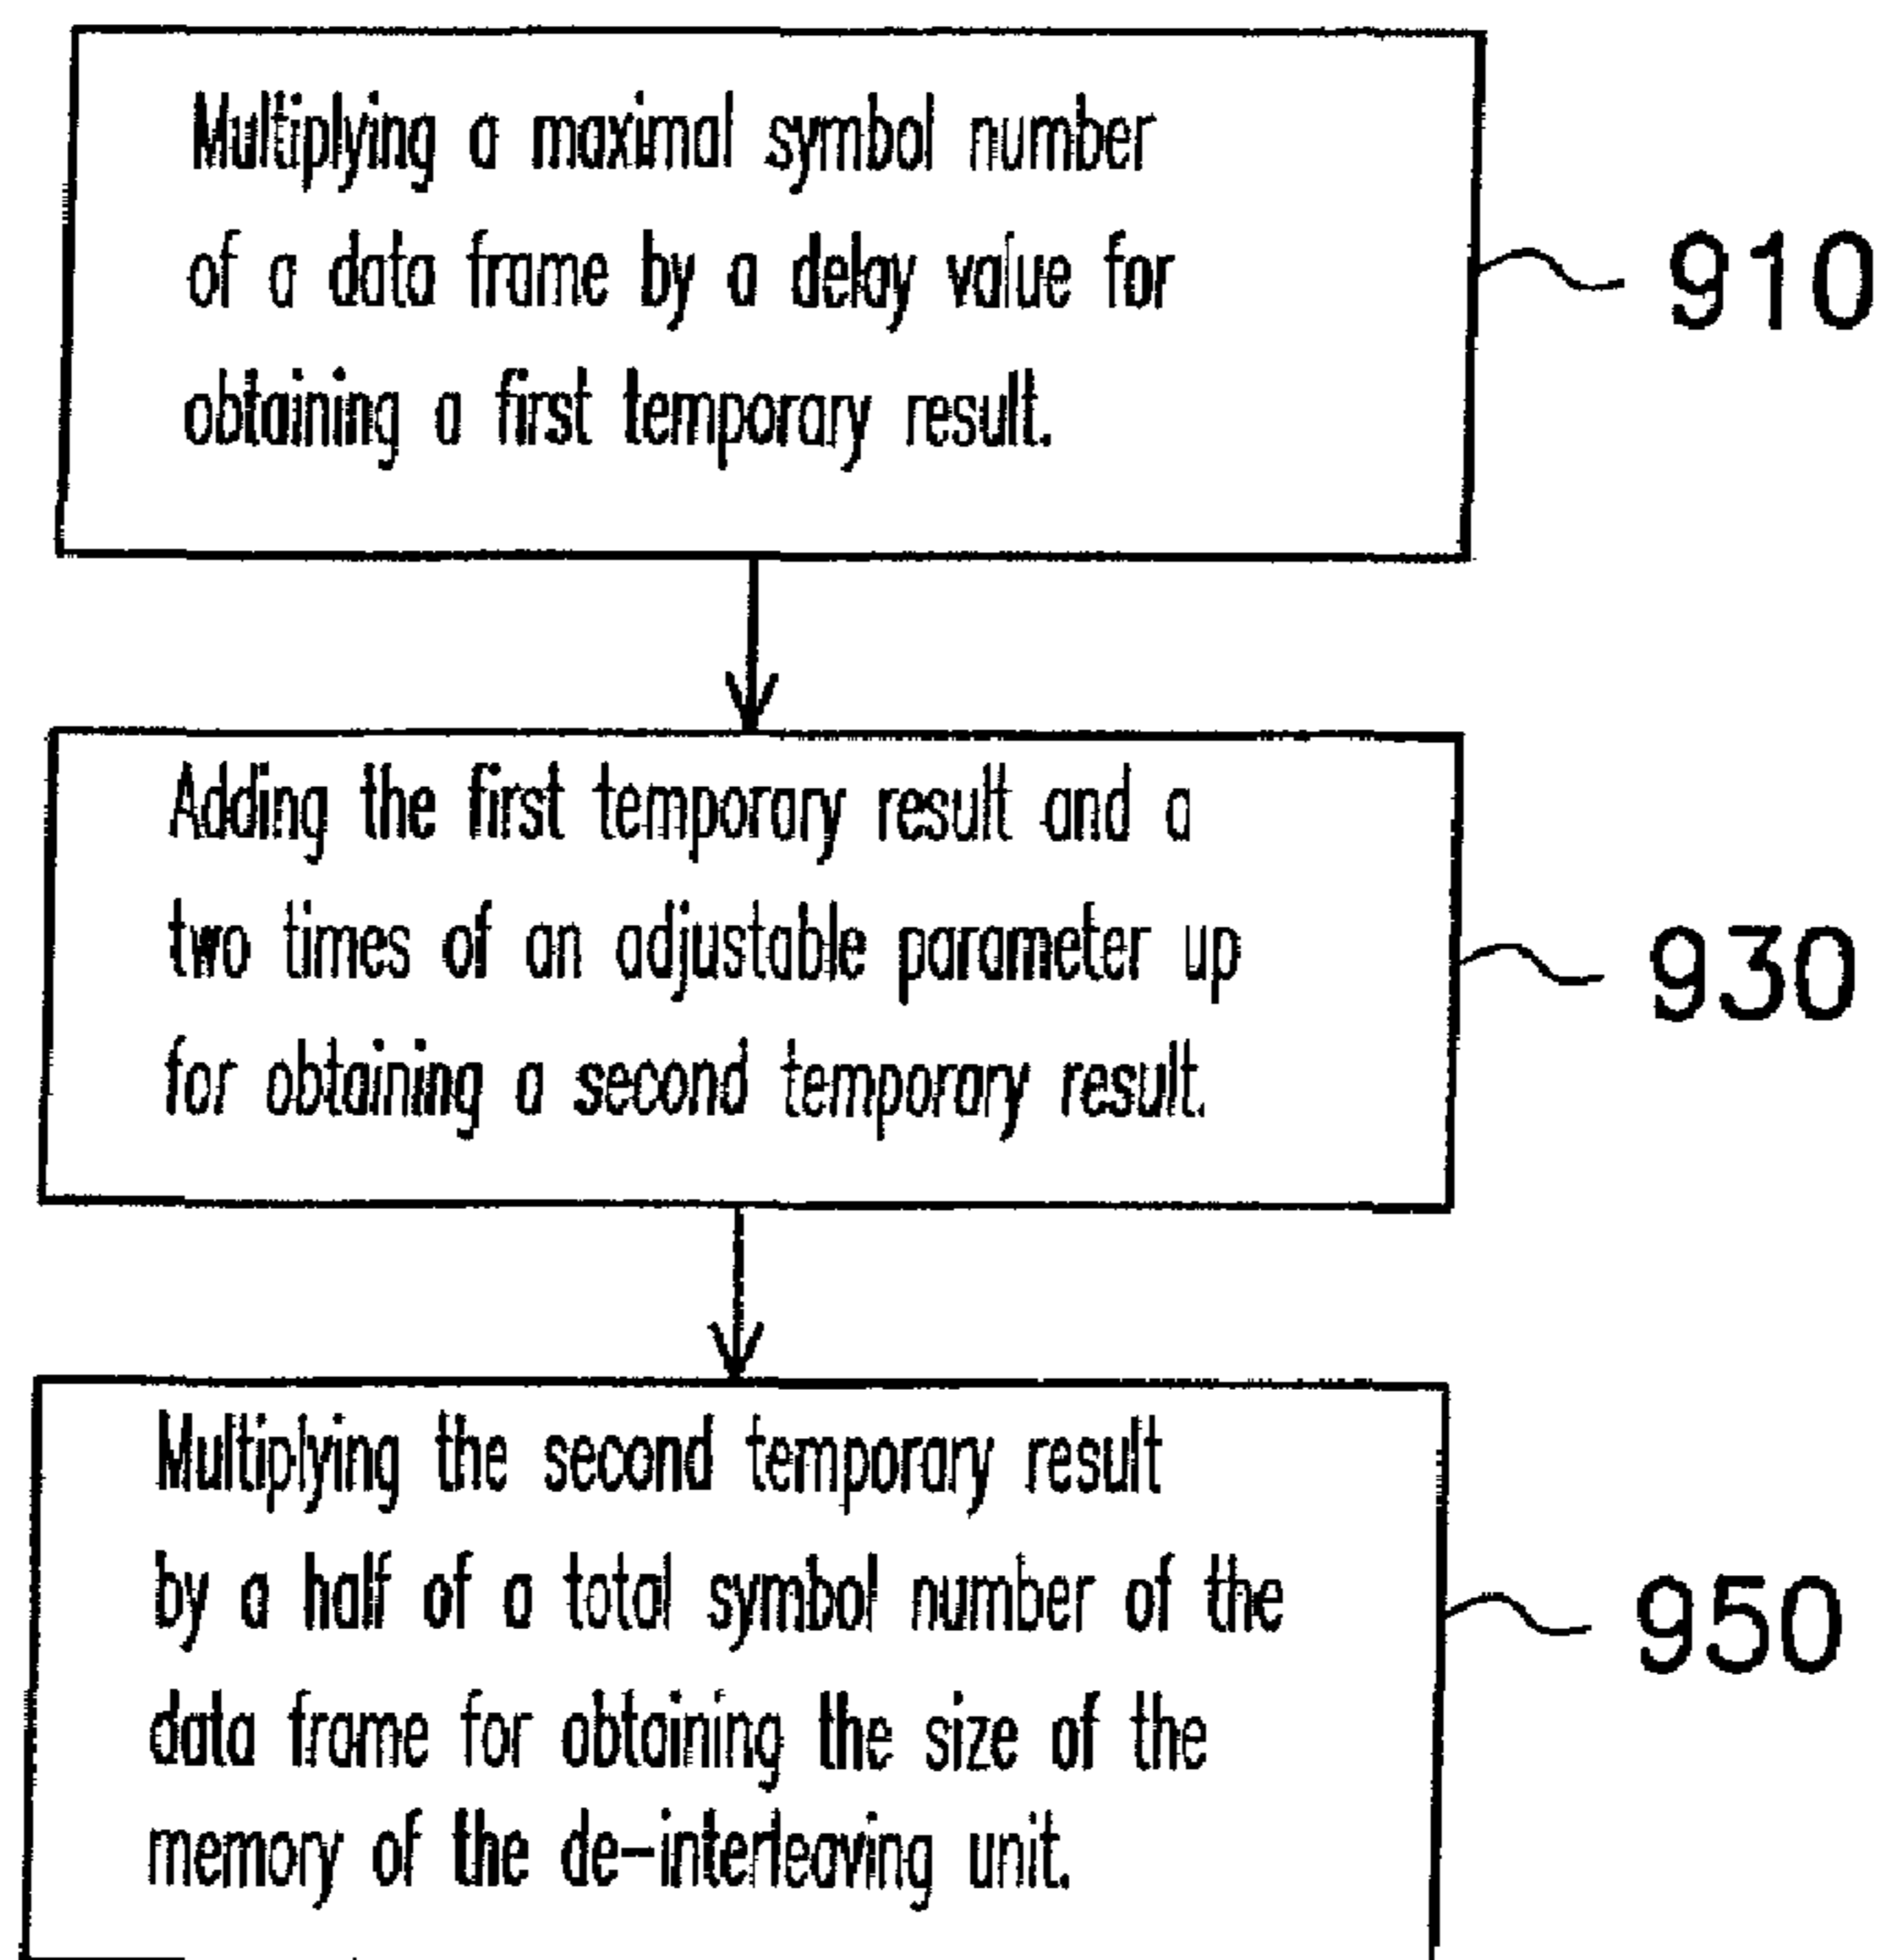 Multiplying a maximal symbol number
of a data frame by a delay value for
obtaining a first temporary result.
910
Adding the first temporary result and a
two times of an adjustable parameter up
for obtaining a second temporary result.
930
Multiplying the second temporary result
by a half of a total symbol number of the
data frame for obtaining the size of the
memory of the de-interleaving unit.
950